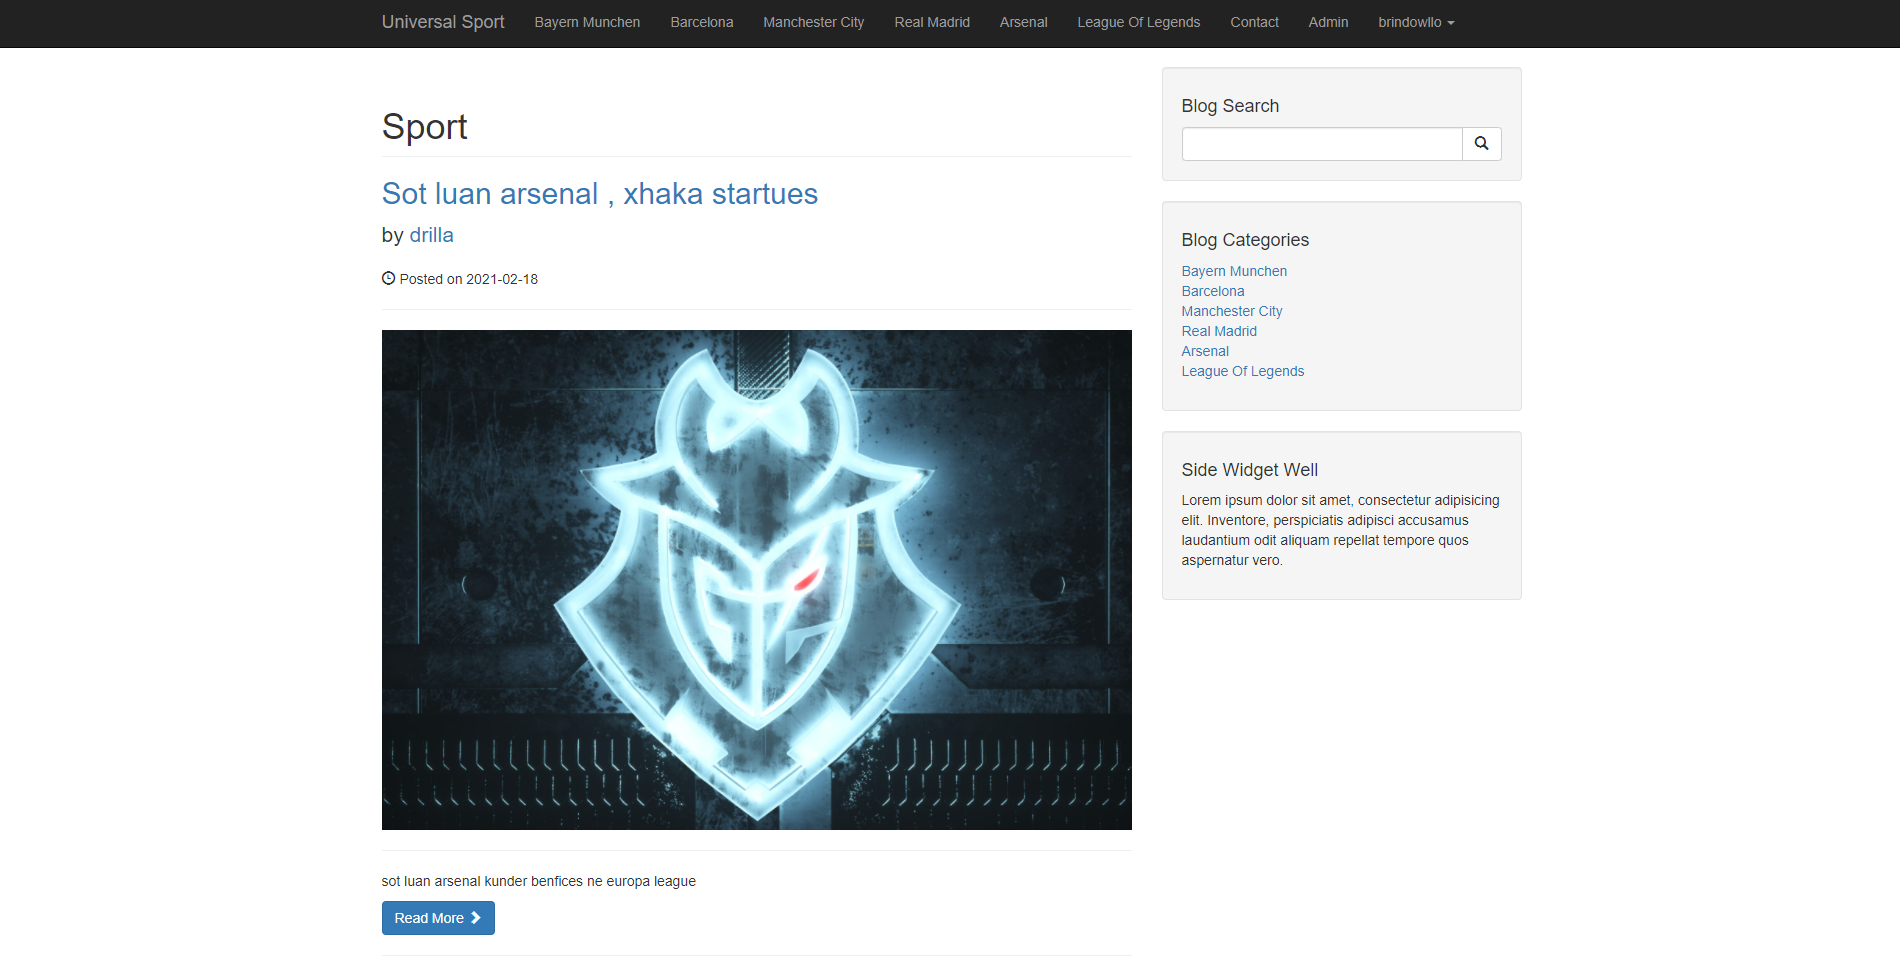 Universal Sport Bayern Munchen Barcelona Manchester City Real Madrid Arsenal League Of Legends Contact Admin brindowllo
Sport
Sot luan arsenal , xhaka startues
by drilla
Posted on 2021-02-18
sot luan arsenal kunder benfices ne europa league
Read More
Blog Search
Blog Categories
Bayern Munchen
Barcelona
Manchester City
Real Madrid
Arsenal
League Of Legends
Side Widget Well
Lorem ipsum dolor sit amet, consectetur adipisicing
elit. Inventore, perspiciatis adipisci accusamus
laudantium odit aliquam repellat tempore quos
aspernatur vero.